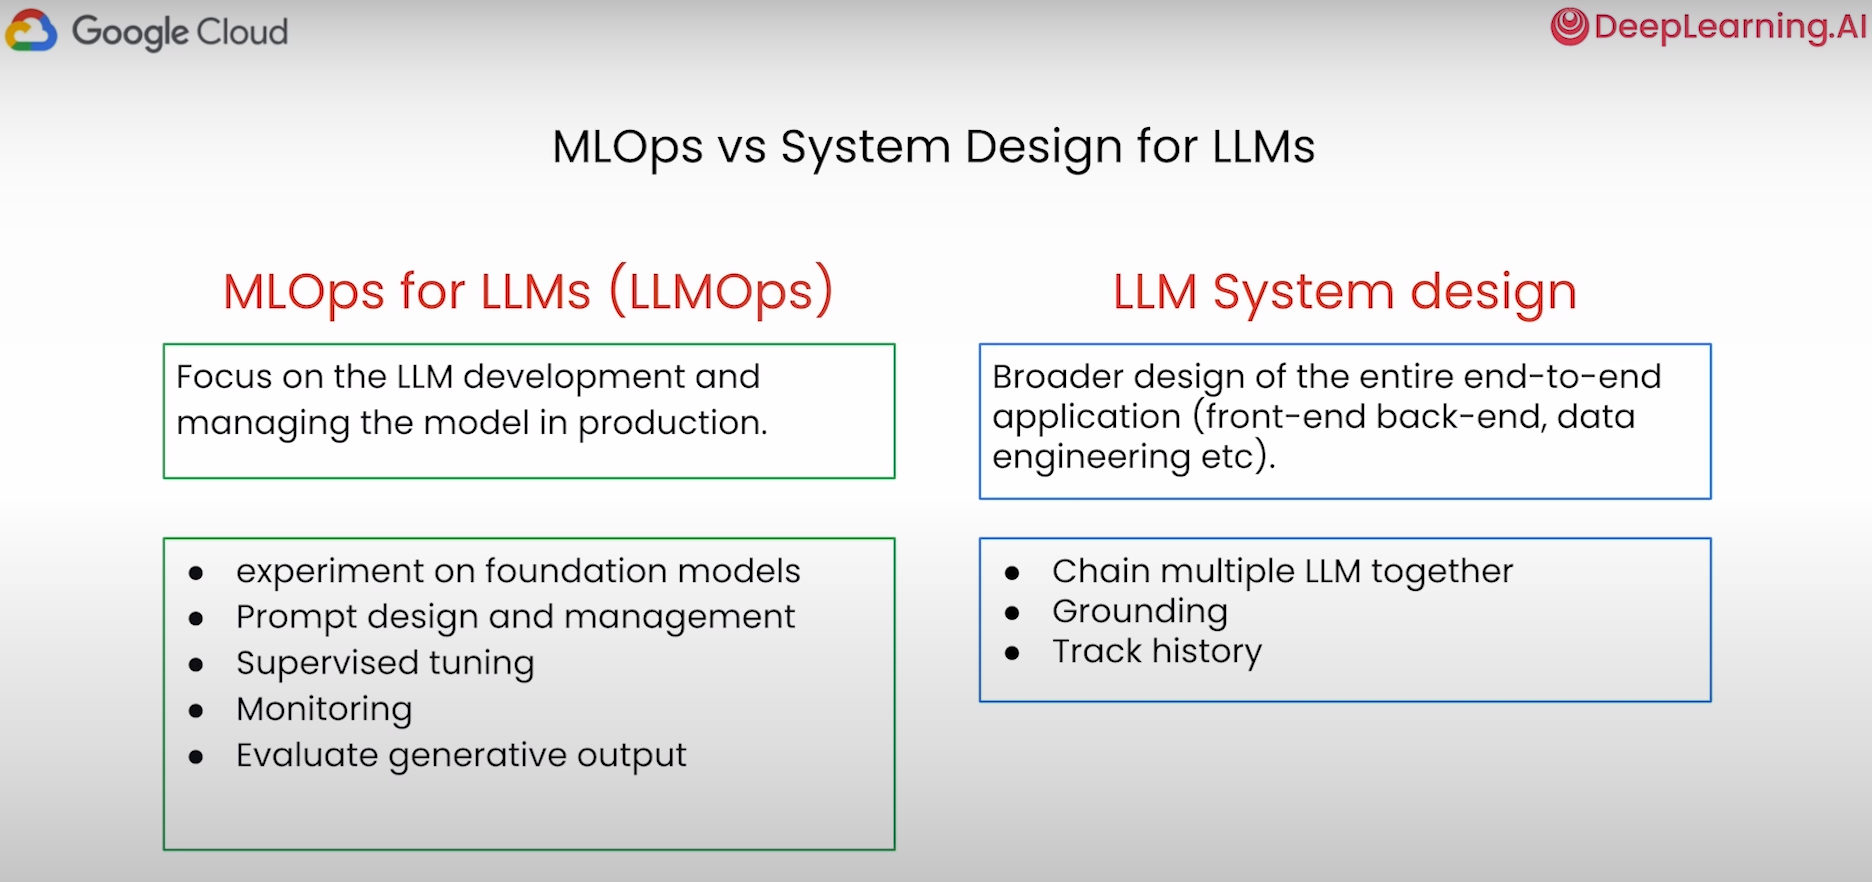 Google Cloud
DeepLearning.AI
MLOps vs System Design for LLMs
MLOps for LLMs (LLMOps)
Focus on the LLM development and
managing the model in production.
● experiment on foundation models
● Prompt design and management
● Supervised tuning
● Monitoring
● Evaluate generative output
LLM System design
Broader design of the entire end-to-end
application (front-end back-end, data
engineering etc).
● Chain multiple LLM together
● Grounding
● Track history